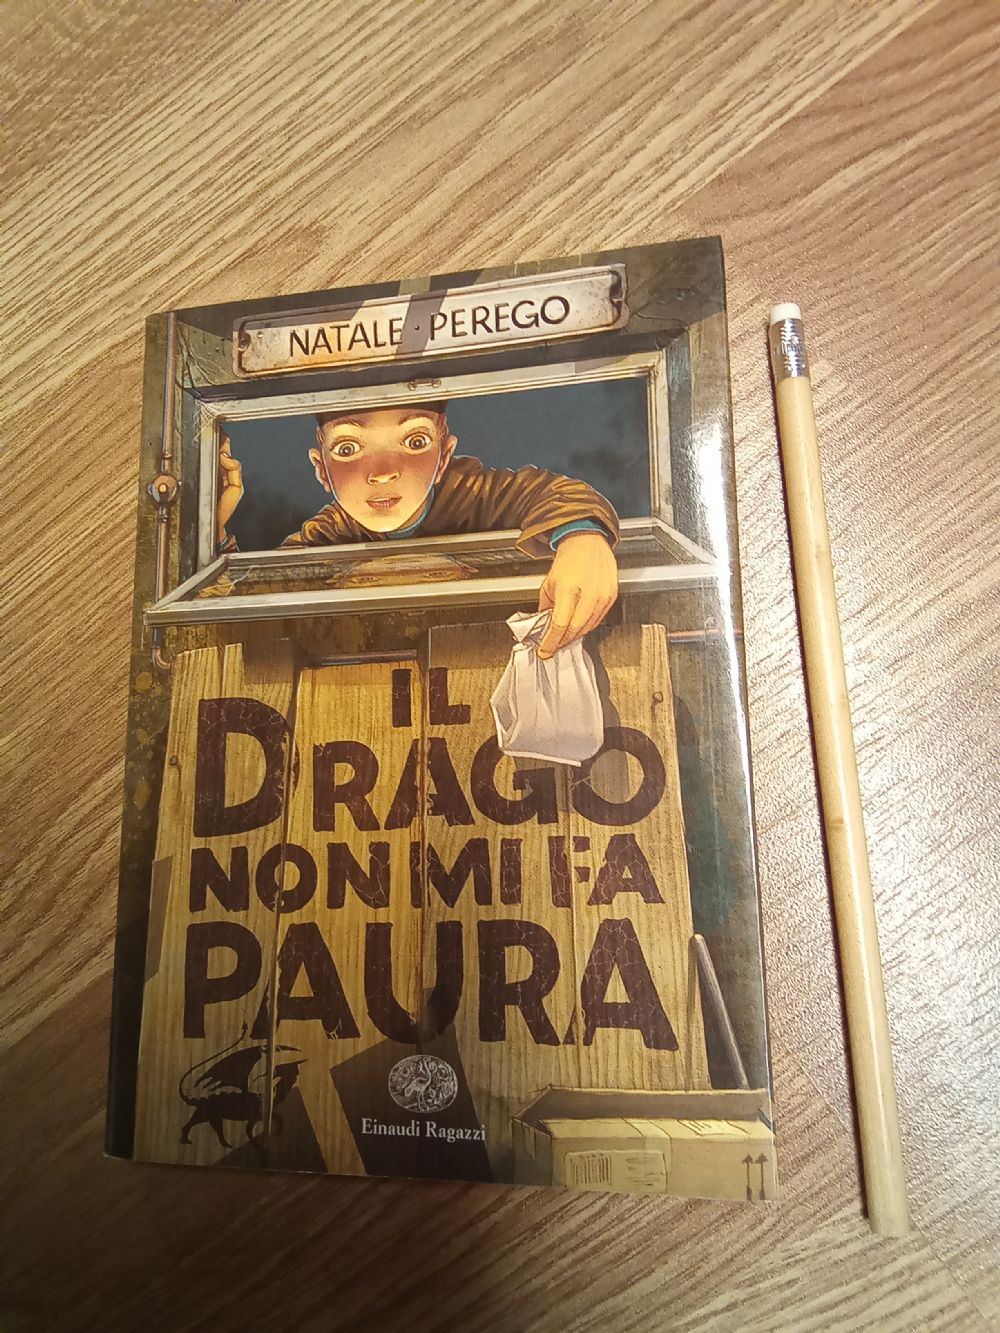 NATALE · PEREGO
IL
DRAGO
NON MI FA
PAURA
Einaudi Ragazzi